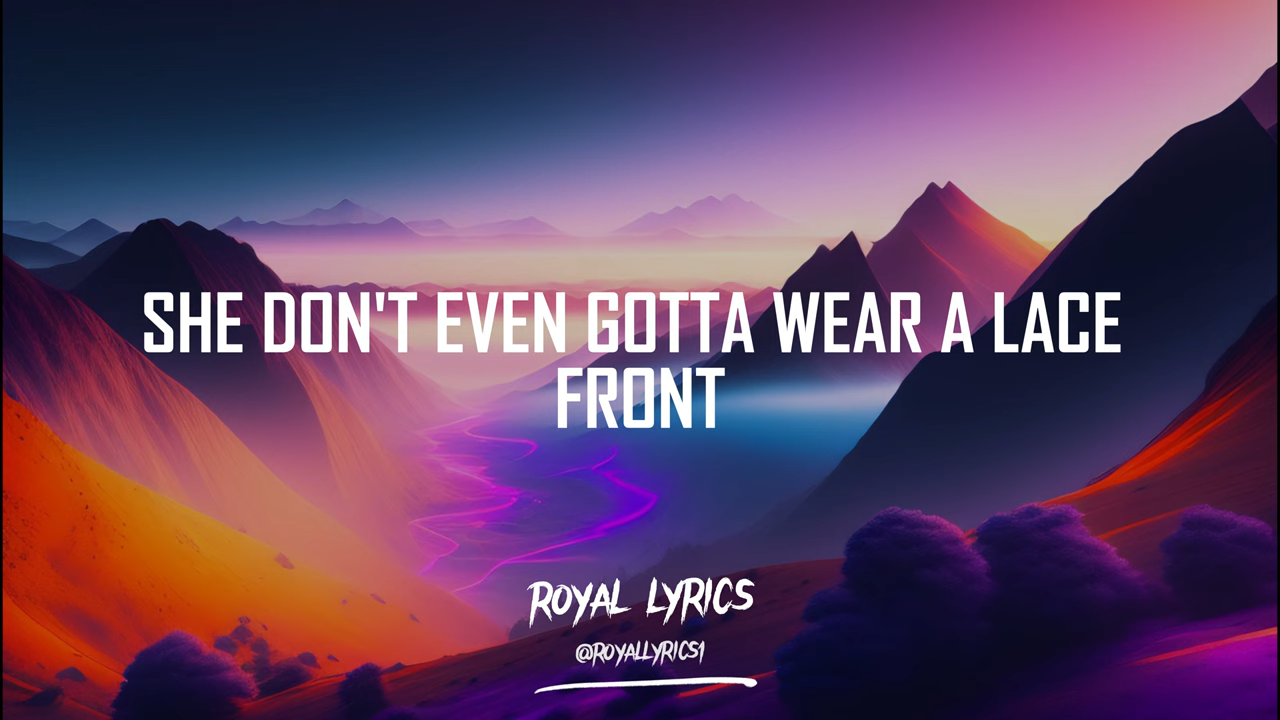 SHE DON'T EVEN GOTTA WEAR A LACE
FRONT
ROYAL LYRICS
@ROYALLYRICS1